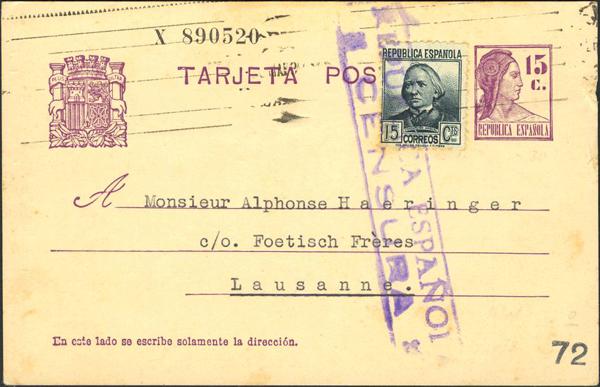 X 890520
TARJETA POS
REPUBLICA ESPAÑOLA
15 CTS
CORREOS
15
C.
REPUBLICA ESPAÑOLA
ESPAÑOLA
* CENSURA *
A Monsieur Alphonse Haeringer
c/o. Foetisch Frères
Lausanne.
En este lado se escribe solamente la dirección.
72